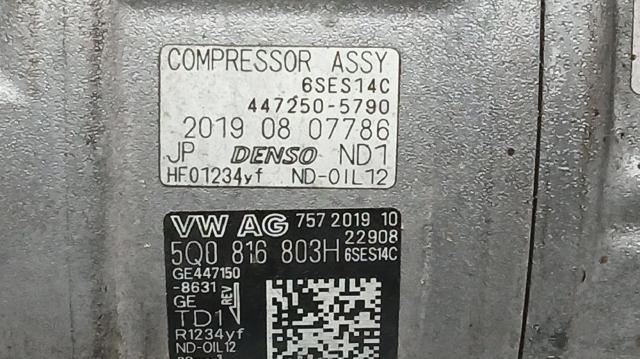 COMPRESSOR ASSY
6SES14C
447250-5790
2019 08 07786
JP DENSO ND1
HF01234yf ND-OIL12
VW AG 757 2019 10
22908
5Q0 816 803H 6SES14C
GE447150
-8631
GE REV
TD1
R1234yf
ND-OIL12